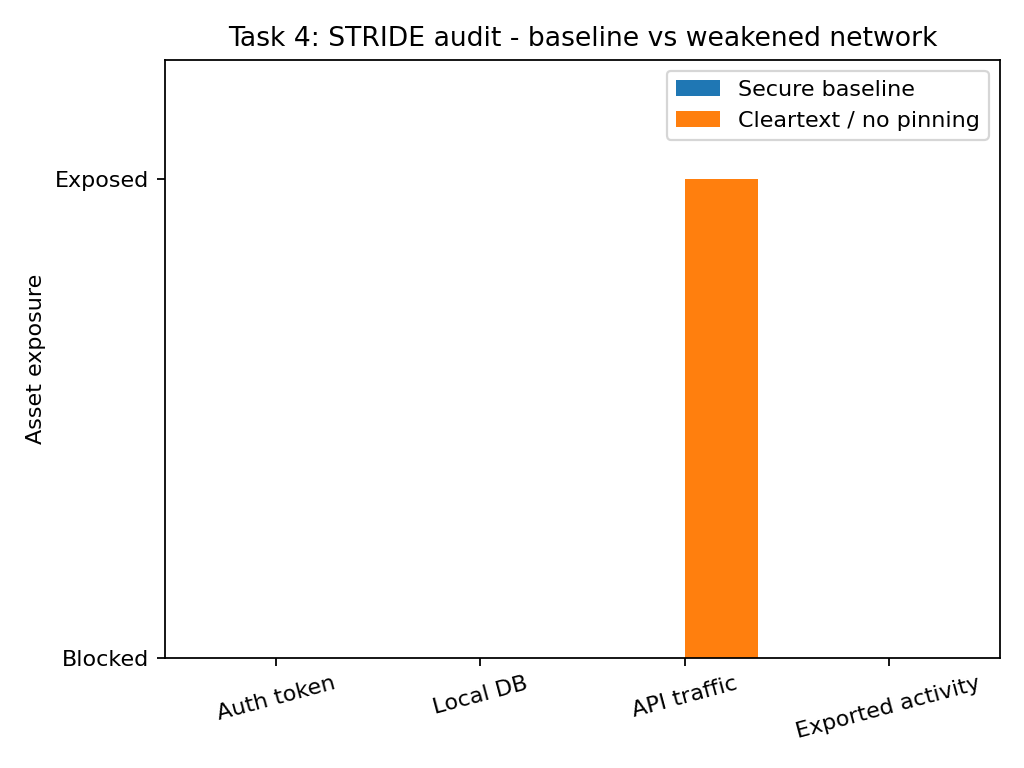 Task 4: STRIDE audit - baseline vs weakened network
Secure baseline
Cleartext / no pinning
Exposed
Asset exposure
Blocked
Auth token
Local DB
API traffic
Exported activity